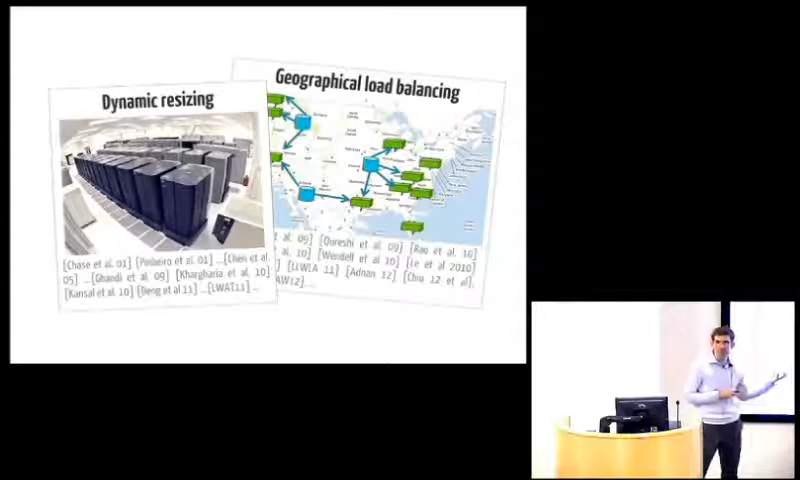 Dynamic resizing
[Chase et al. 01] [Pinheiro et al. 01] ...[Chen et al.
05] ...[Ghandi et al. 09] [Khargharia et al. 10]
[Kansal et al. 10] [Deng et al 11] ...[LWAT11] ...
Geographical load balancing
et al. 09] [Qureshi et al. 09] [Rao et al. 10]
et al. 10] [Wendell et al 10] [Le et al 2010]
] [LLWLA 11] [Adnan 12] [Chiu 12 et al],
AW12]...